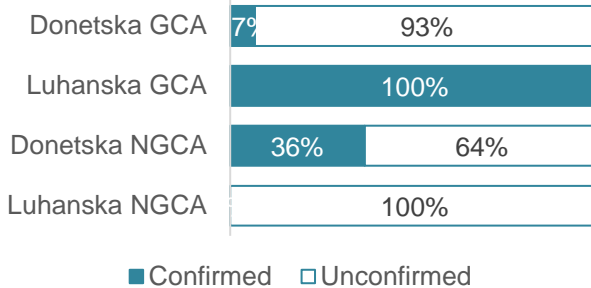 Donetska GCA 7% 93%
Luhanska GCA 100%
Donetska NGCA 36% 64%
Luhanska NGCA 100%
Confirmed Unconfirmed